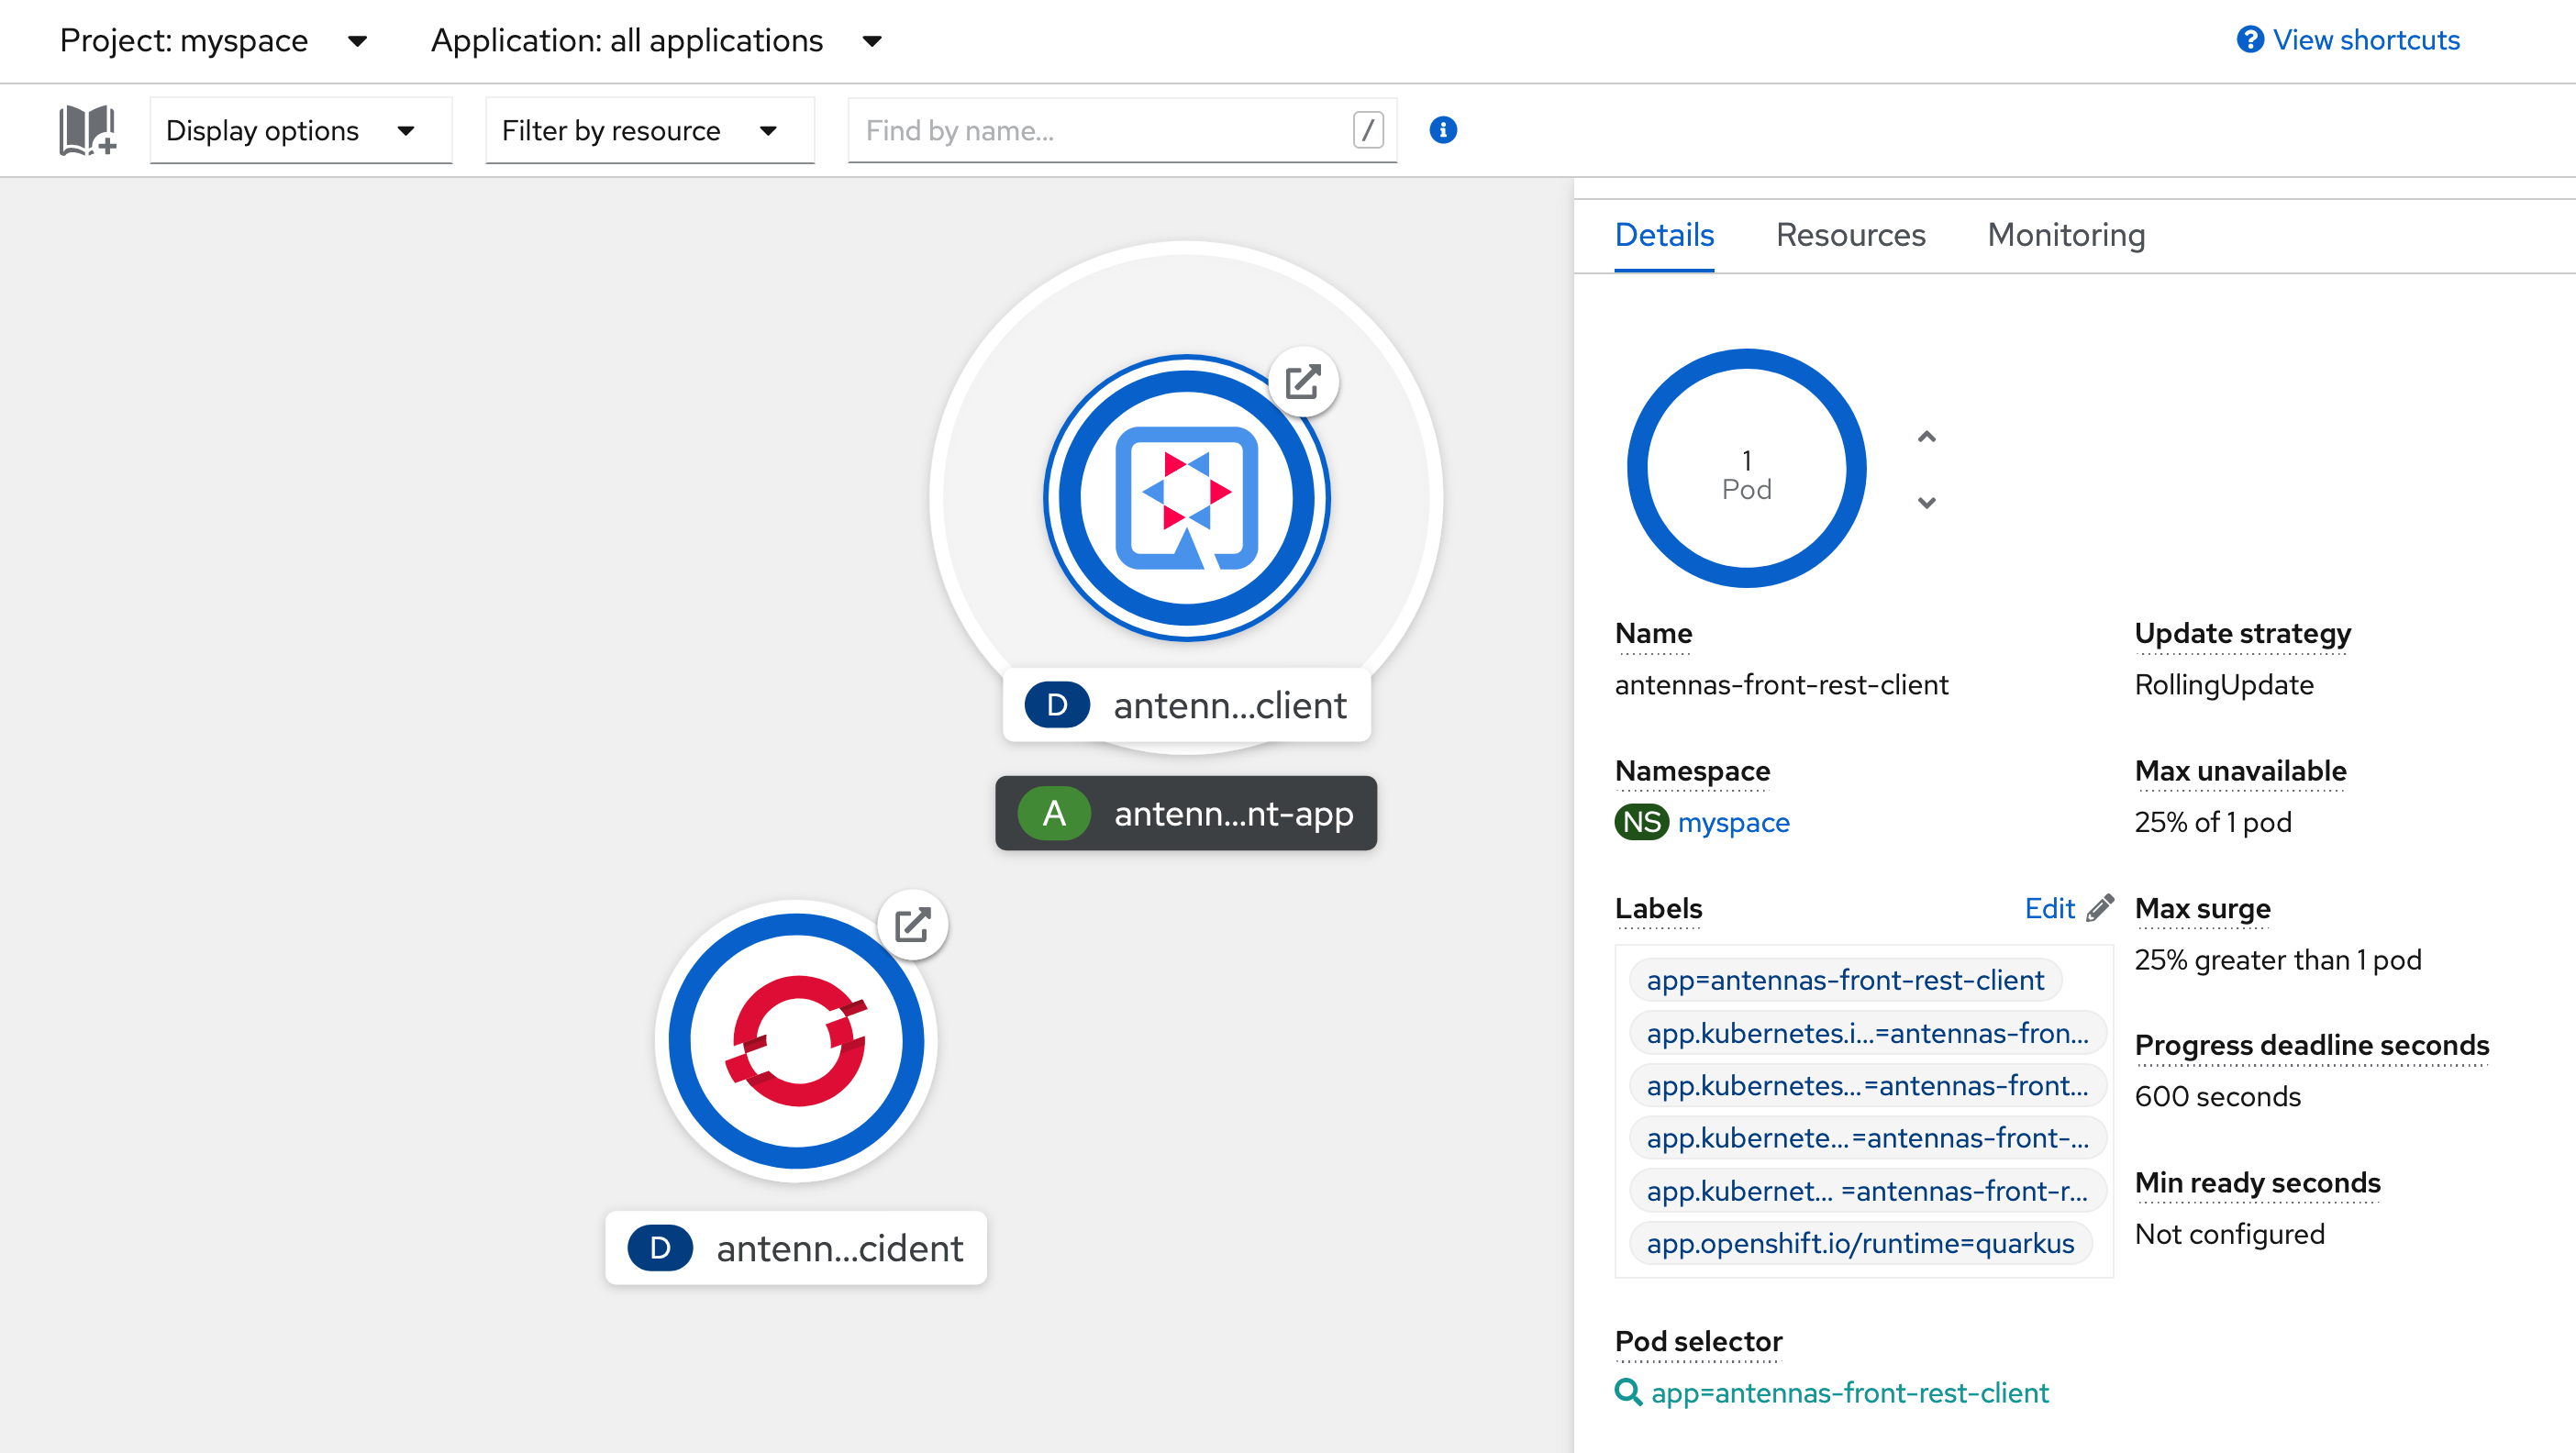 Project: myspace
Application: all applications
View shortcuts
Display options
Filter by resource
Find by name...
/
Details
Resources
Monitoring
1
Pod
D antenn...client
A antenn...nt-app
D antenn...cident
Name
antennas-front-rest-client
Namespace
NS myspace
Labels
Edit
app=antennas-front-rest-client
app.kubernetes.i...=antennas-fron...
app.kubernetes...=antennas-front...
app.kubernete...=antennas-front-...
app.kubernet... =antennas-front-r...
app.openshift.io/runtime=quarkus
Pod selector
app=antennas-front-rest-client
Update strategy
RollingUpdate
Max unavailable
25% of 1 pod
Max surge
25% greater than 1 pod
Progress deadline seconds
600 seconds
Min ready seconds
Not configured